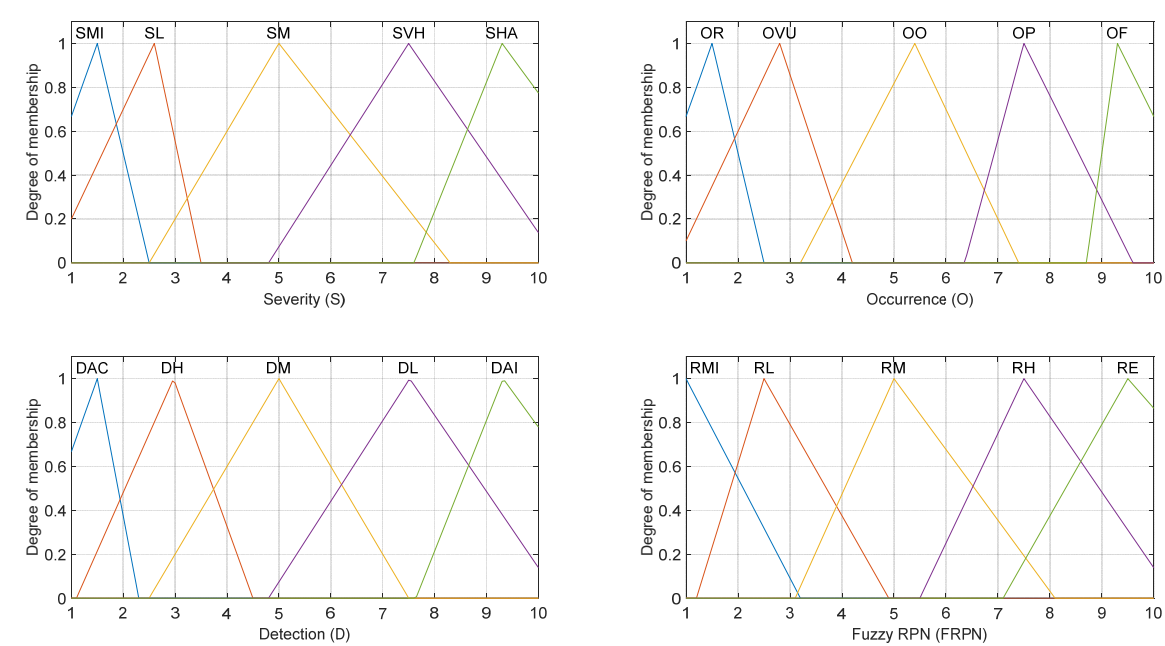 SMI SL SM SVH SHA
1
0.8
0.6
0.4
0.2
0
Degree of membership
1 2 3 4 5 6 7 8 9 10
Severity (S)
OR OVU OO OP OF
1
0.8
0.6
0.4
0.2
0
Degree of membership
1 2 3 4 5 6 7 8 9 10
Occurrence (O)
DAC DH DM DL DAI
1
0.8
0.6
0.4
0.2
0
Degree of membership
1 2 3 4 5 6 7 8 9 10
Detection (D)
RMI RL RM RH RE
1
0.8
0.6
0.4
0.2
0
Degree of membership
1 2 3 4 5 6 7 8 9 10
Fuzzy RPN (FRPN)